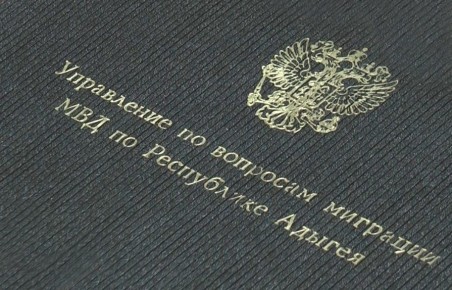 Управление по вопросам миграции
МВД по Республике Адыгея